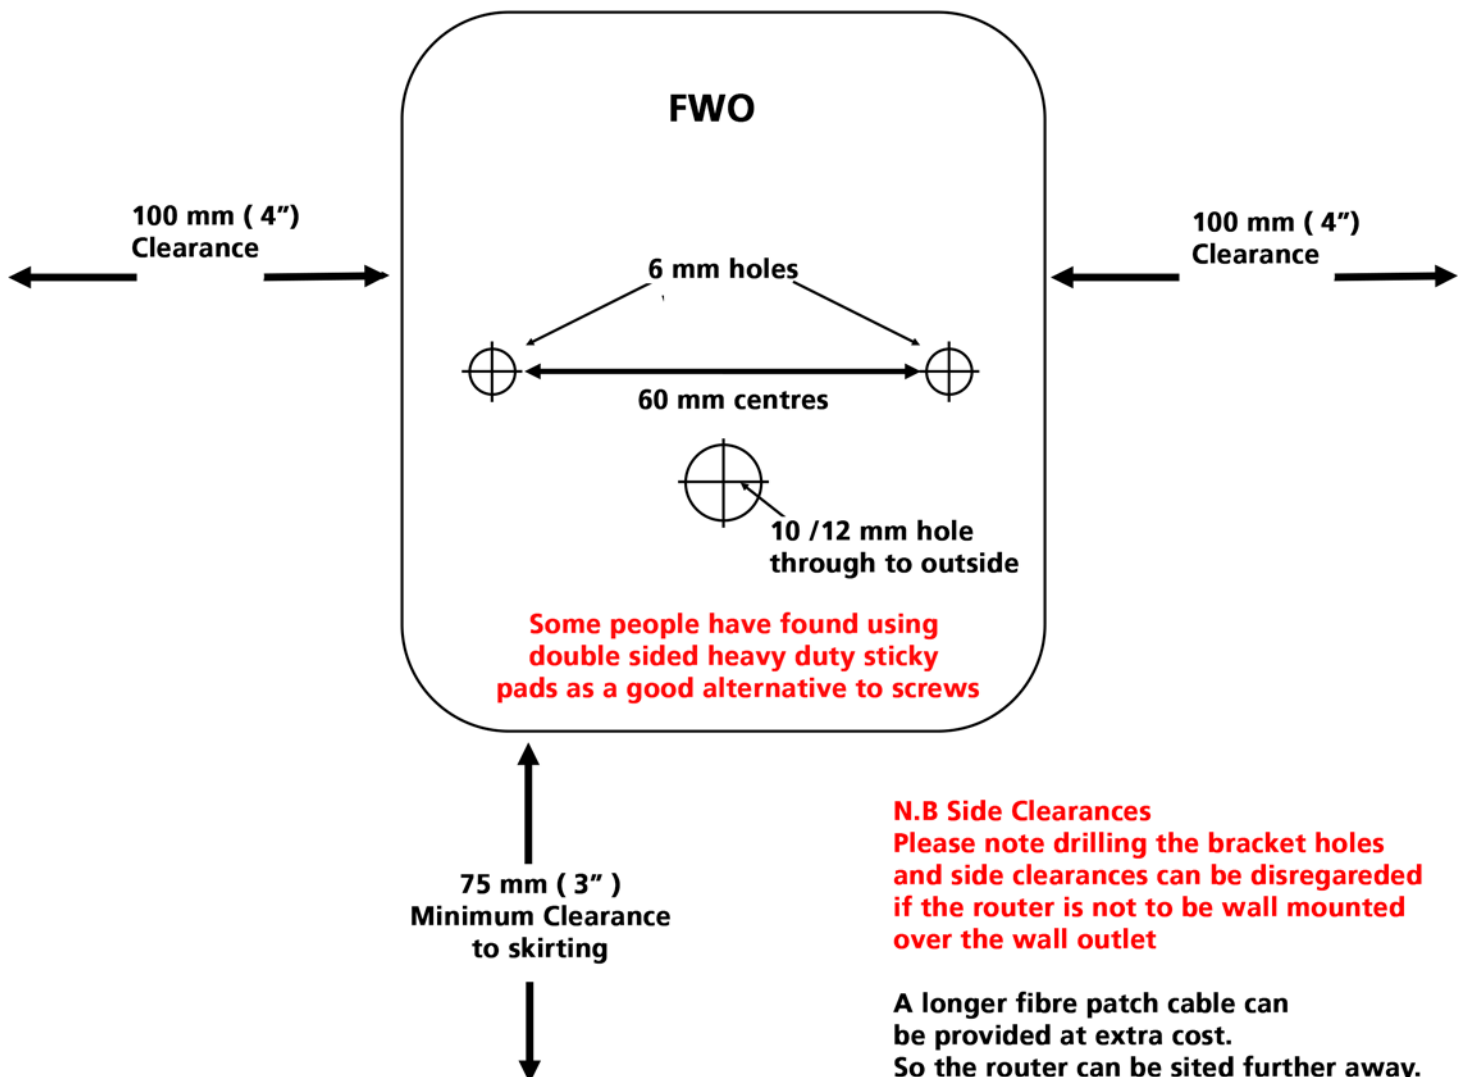 FWO
100 mm ( 4”)
Clearance
100 mm ( 4”)
Clearance
6 mm holes
60 mm centres
10 /12 mm hole
through to outside
Some people have found using
double sided heavy duty sticky
pads as a good alternative to screws
75 mm ( 3” )
Minimum Clearance
to skirting
N.B Side Clearances
Please note drilling the bracket holes
and side clearances can be disregareded
if the router is not to be wall mounted
over the wall outlet
A longer fibre patch cable can
be provided at extra cost.
So the router can be sited further away.